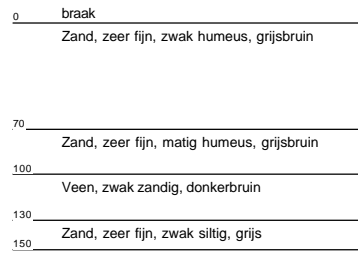 0 braak
Zand, zeer fijn, zwak humeus, grijsbruin
70
Zand, zeer fijn, matig humeus, grijsbruin
100
Veen, zwak zandig, donkerbruin
130
Zand, zeer fijn, zwak siltig, grijs
150